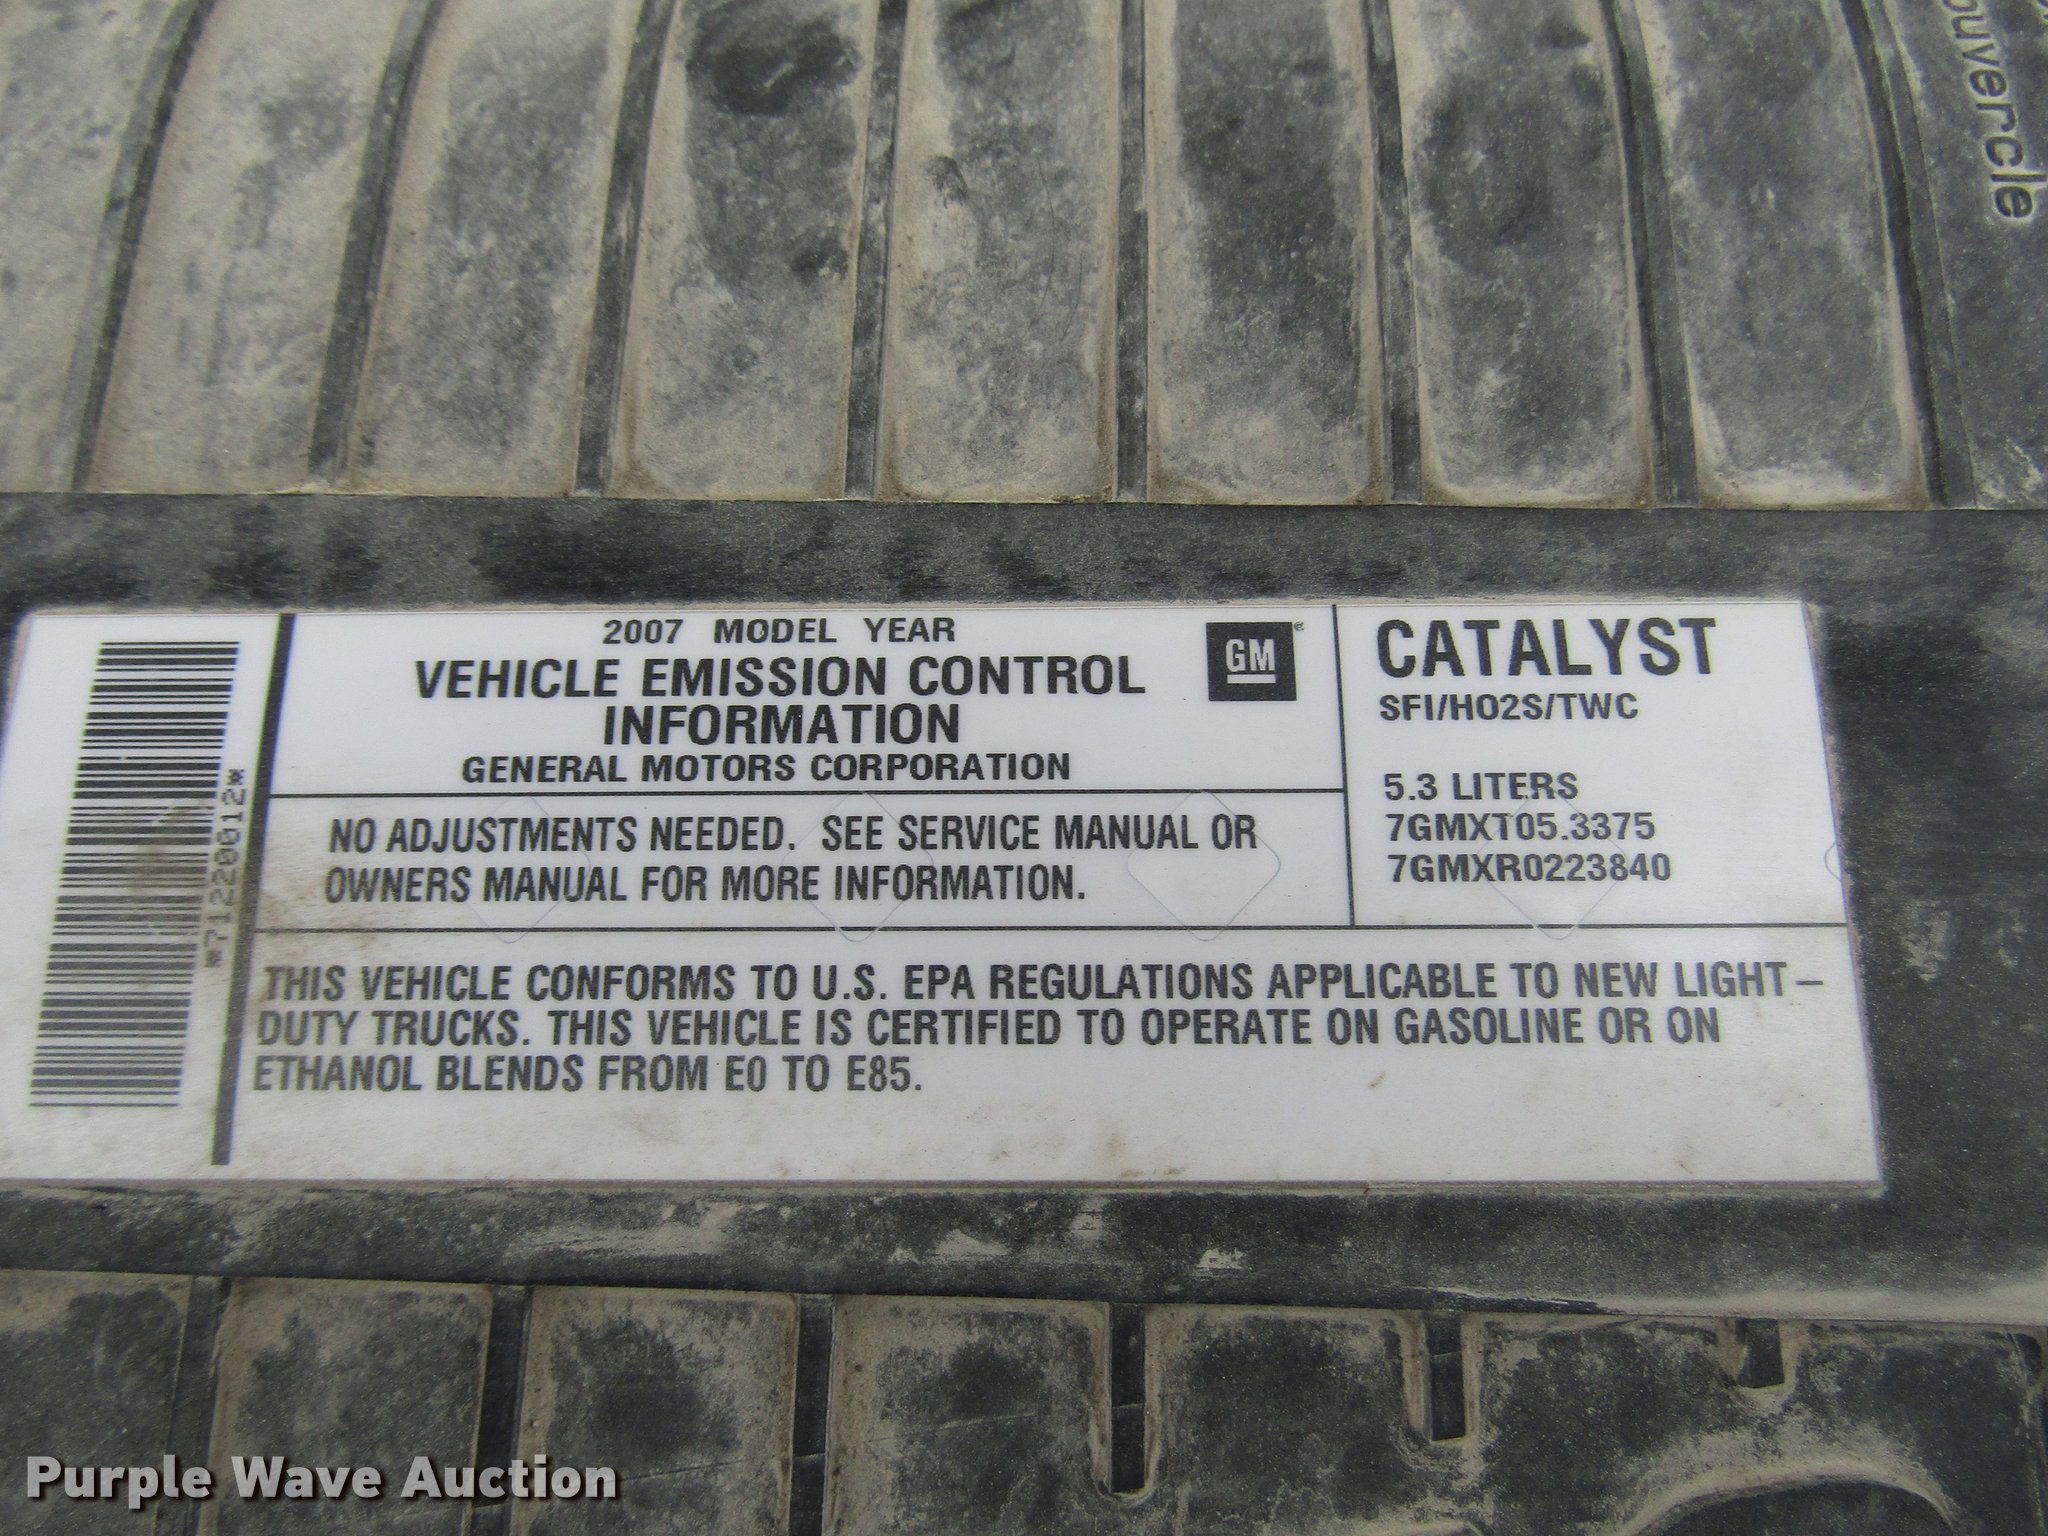 ouvercle
2007 MODEL YEAR
VEHICLE EMISSION CONTROL
INFORMATION
GENERAL MOTORS CORPORATION
GM®
CATALYST
SFI/HO2S/TWC
5.3 LITERS
7GMXT05.3375
7GMXR0223840
*71220012*
NO ADJUSTMENTS NEEDED. SEE SERVICE MANUAL OR
OWNERS MANUAL FOR MORE INFORMATION.
THIS VEHICLE CONFORMS TO U.S. EPA REGULATIONS APPLICABLE TO NEW LIGHT-
DUTY TRUCKS. THIS VEHICLE IS CERTIFIED TO OPERATE ON GASOLINE OR ON
ETHANOL BLENDS FROM E0 TO E85.
Purple Wave Auction